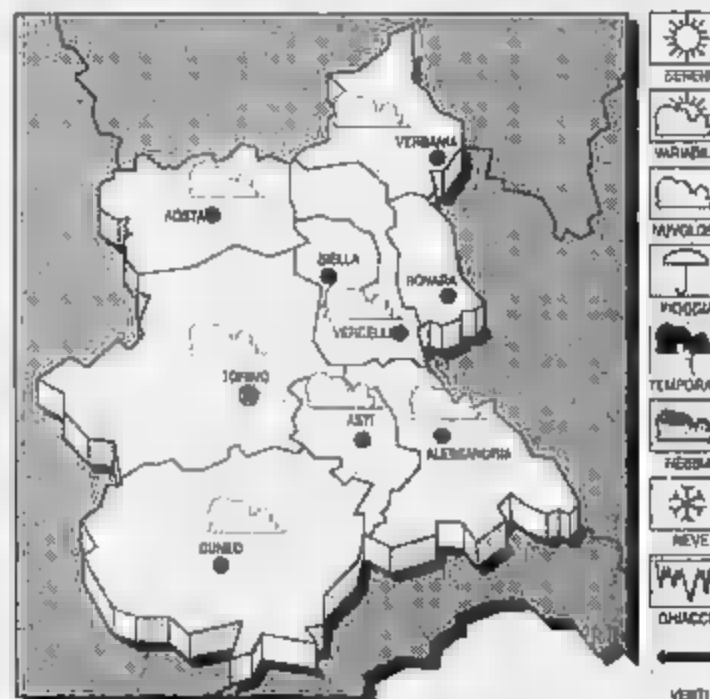 VERBANIA
AOSTA
BIELLA
NOVARA
VERCELLI
TORINO
ASTI
ALESSANDRIA
CUNEO
SERENO
VARIABILE
NUVOLOSO
PIOGGIA
TEMPORALE
NEBBIA
NEVE
GHIACCIO
VENTI